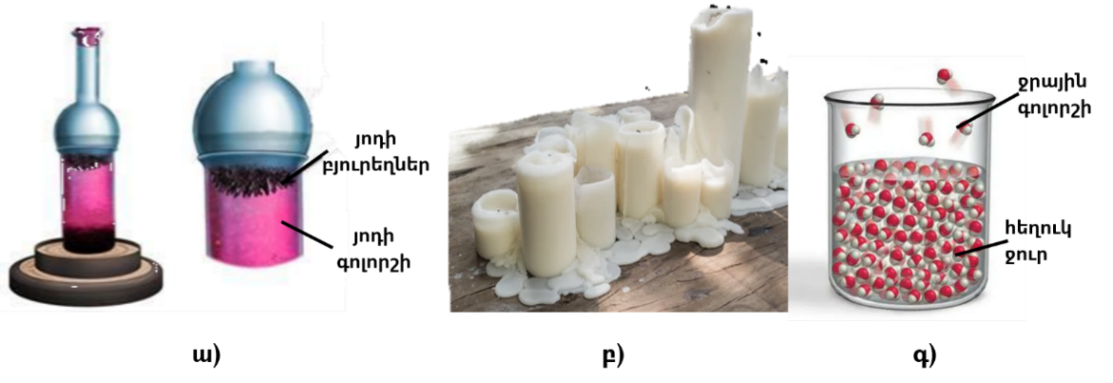 յոդի
բյուրեղներ
յոդի
գոլորշի
ջրային
գոլորշի
հեղուկ
ջուր
ա)
բ)
գ)